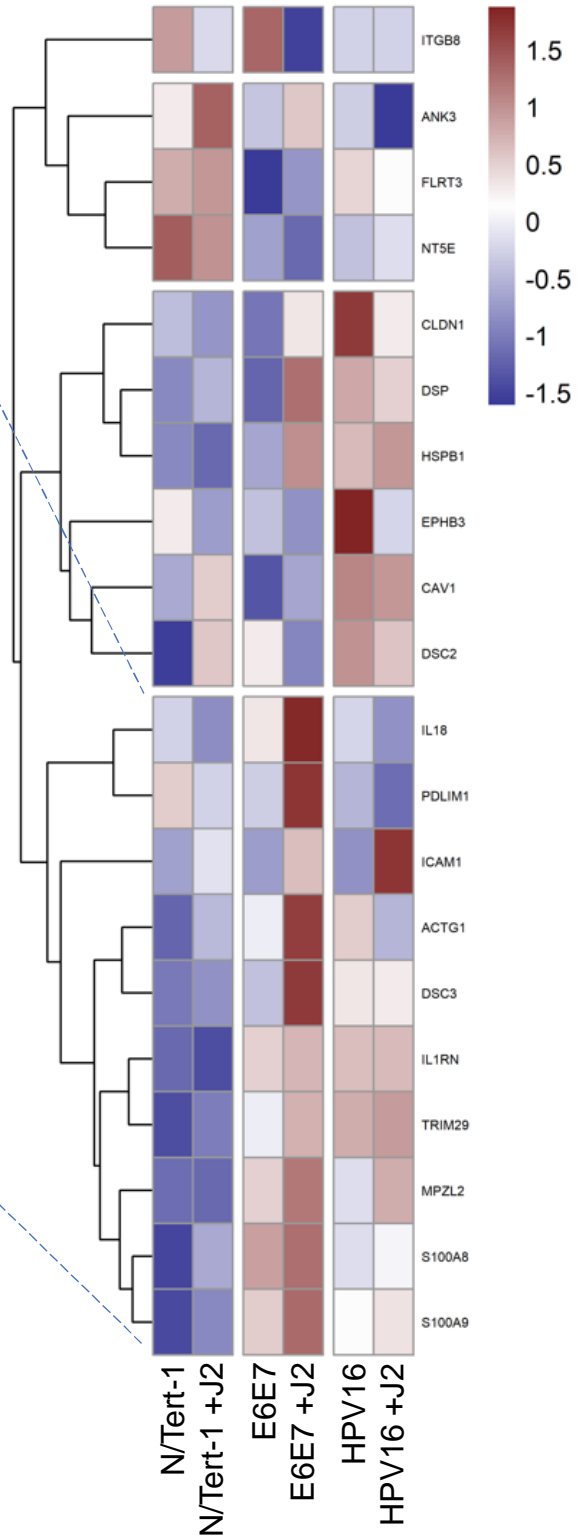 ITGB8
ANK3
FLRT3
NT5E
CLDN1
DSP
HSPB1
EPHB3
CAV1
DSC2
IL18
PDLIM1
ICAM1
ACTG1
DSC3
IL1RN
TRIM29
MPZL2
S100A8
S100A9
1.5
1
0.5
0
-0.5
-1
-1.5
N/Tert-1
N/Tert-1 +J2
E6E7
E6E7 +J2
HPV16
HPV16 +J2